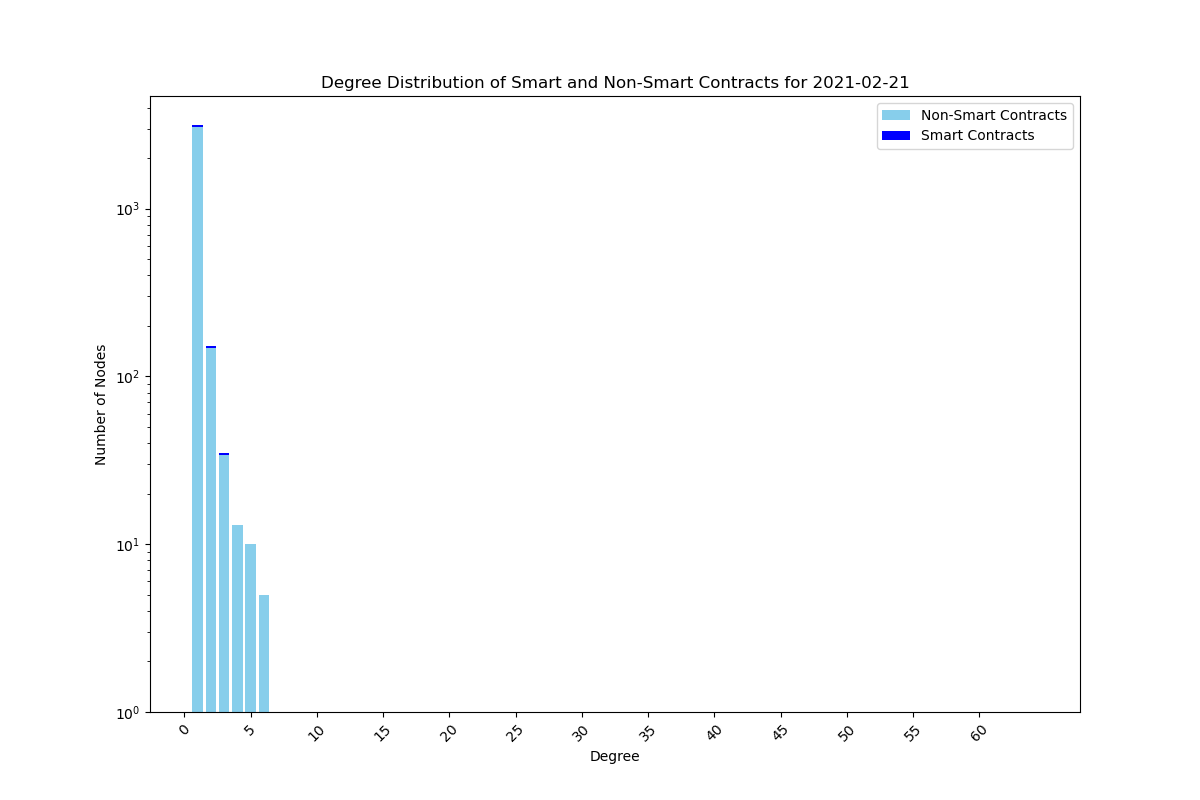 Degree Distribution of Smart and Non-Smart Contracts for 2021-02-21
Non-Smart Contracts
Smart Contracts
Number of Nodes
10³
10²
10¹
10⁰
0 5 10 15 20 25 30 35 40 45 50 55 60
Degree